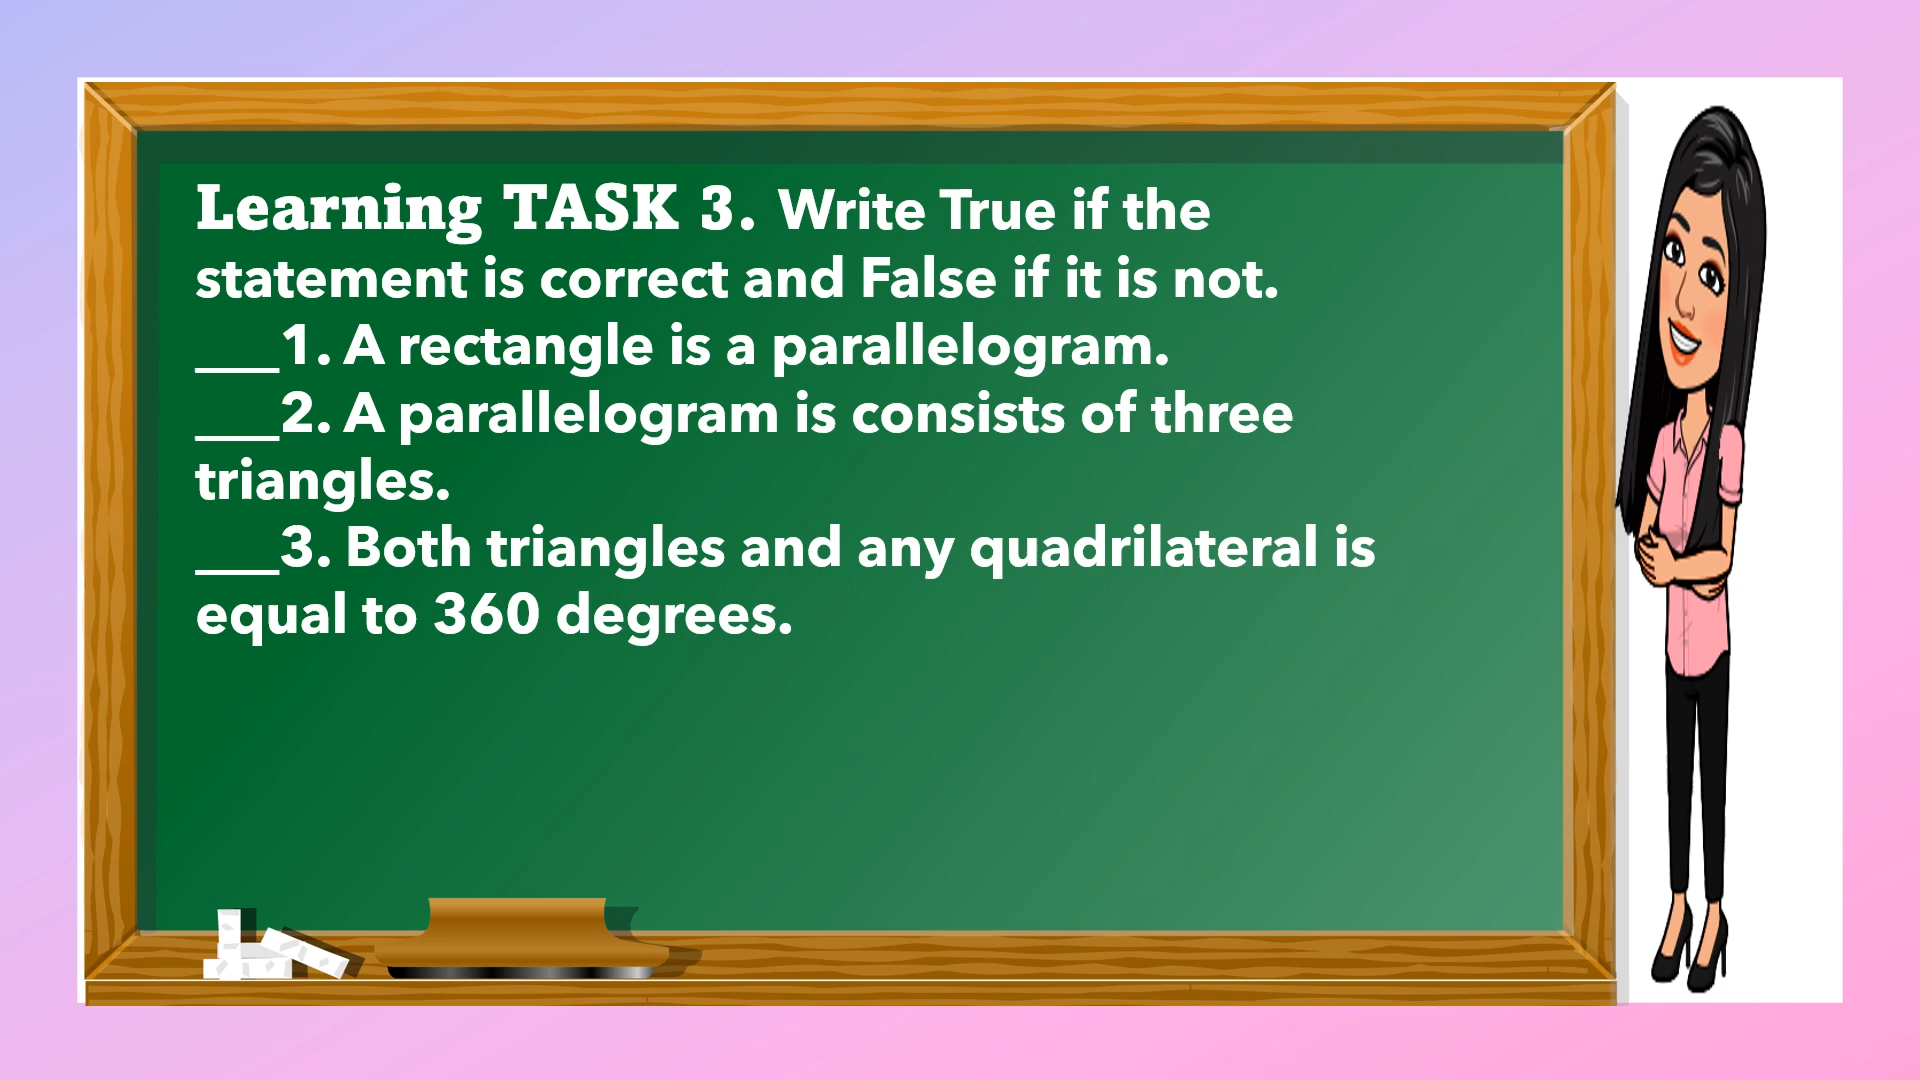 Learning TASK 3. Write True if the
statement is correct and False if it is not.
___1. A rectangle is a parallelogram.
___2. A parallelogram is consists of three
triangles.
___3. Both triangles and any quadrilateral is
equal to 360 degrees.